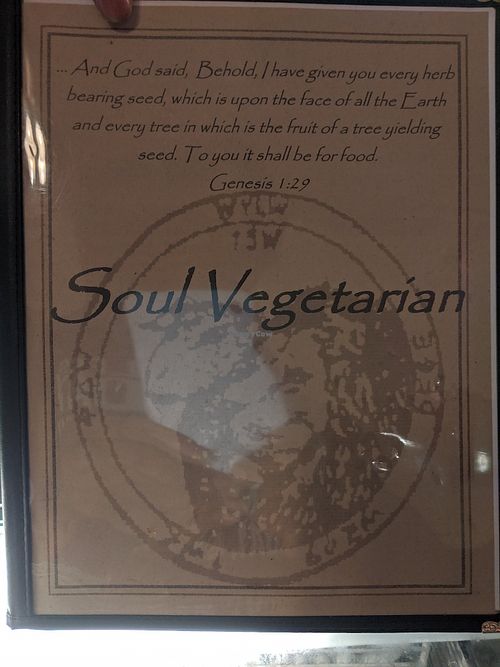 ... And God said, Behold, I have given you every herb
bearing seed, which is upon the face of all the Earth
and every tree in which is the fruit of a tree yielding
seed. To you it shall be for food.
Genesis 1:29
Soul Vegetarian